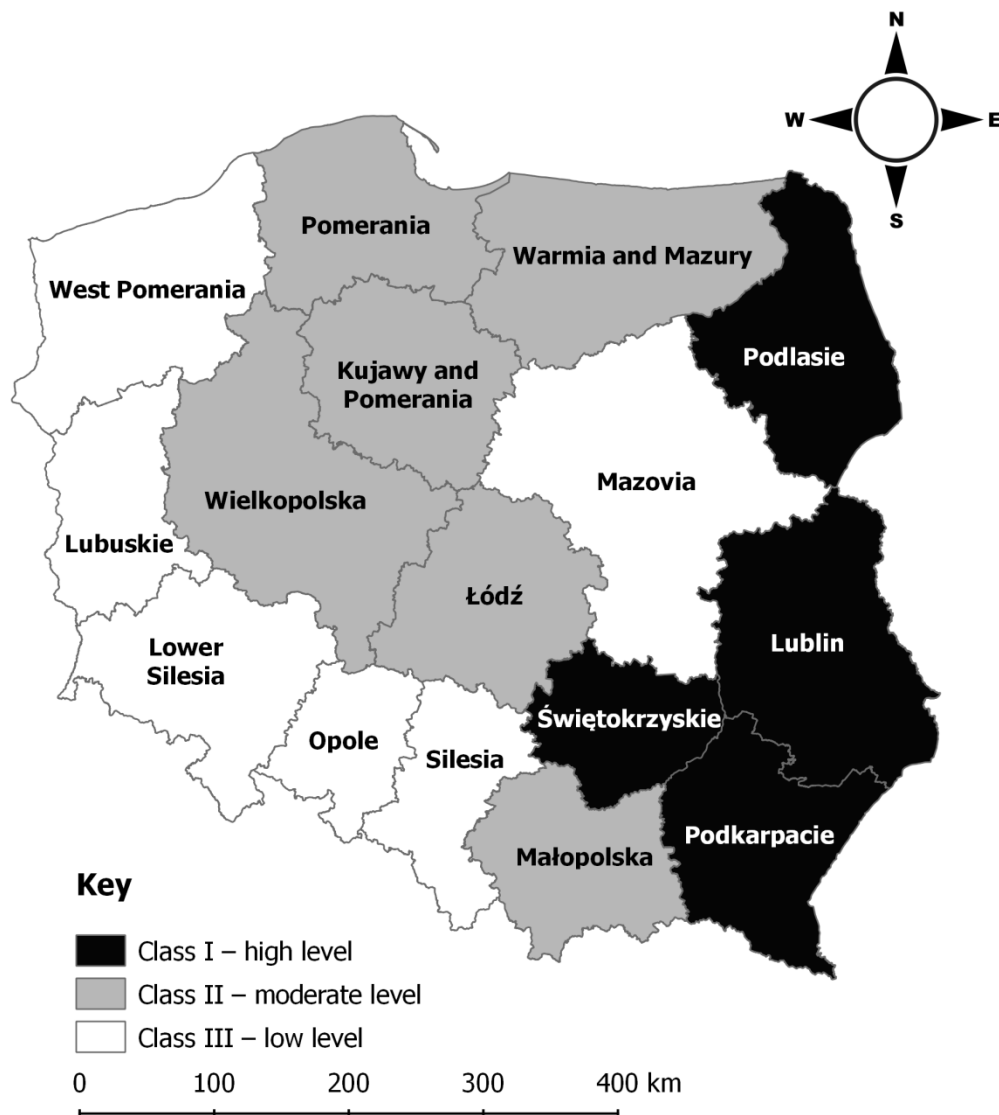 N
W
E
S
Pomerania
Warmia and Mazury
West Pomerania
Podlasie
Kujawy and
Pomerania
Mazovia
Wielkopolska
Lubuskie
Łódź
Lublin
Lower
Silesia
Świętokrzyskie
Opole
Silesia
Podkarpacie
Małopolska
Key
Class I – high level
Class II – moderate level
Class III – low level
0 100 200 300 400 km